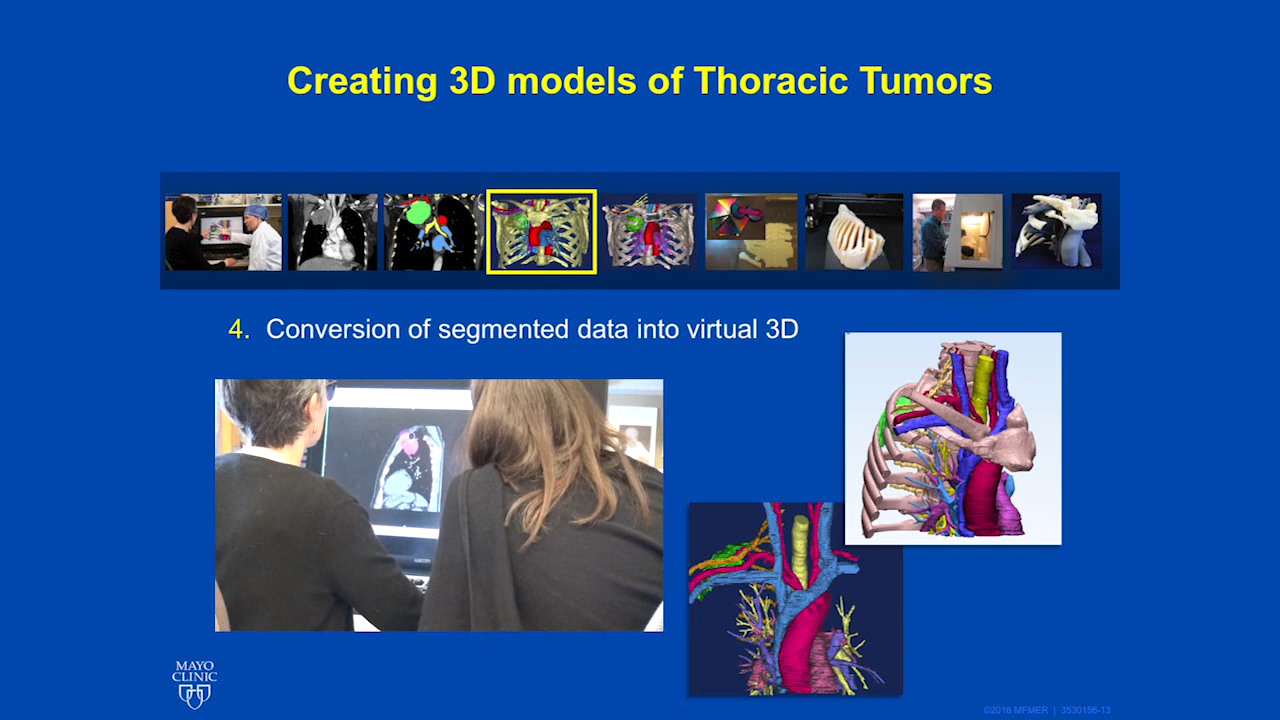 Creating 3D models of Thoracic Tumors
4. Conversion of segmented data into virtual 3D
MAYO
CLINIC
©2016 MFMER | 3530156-13